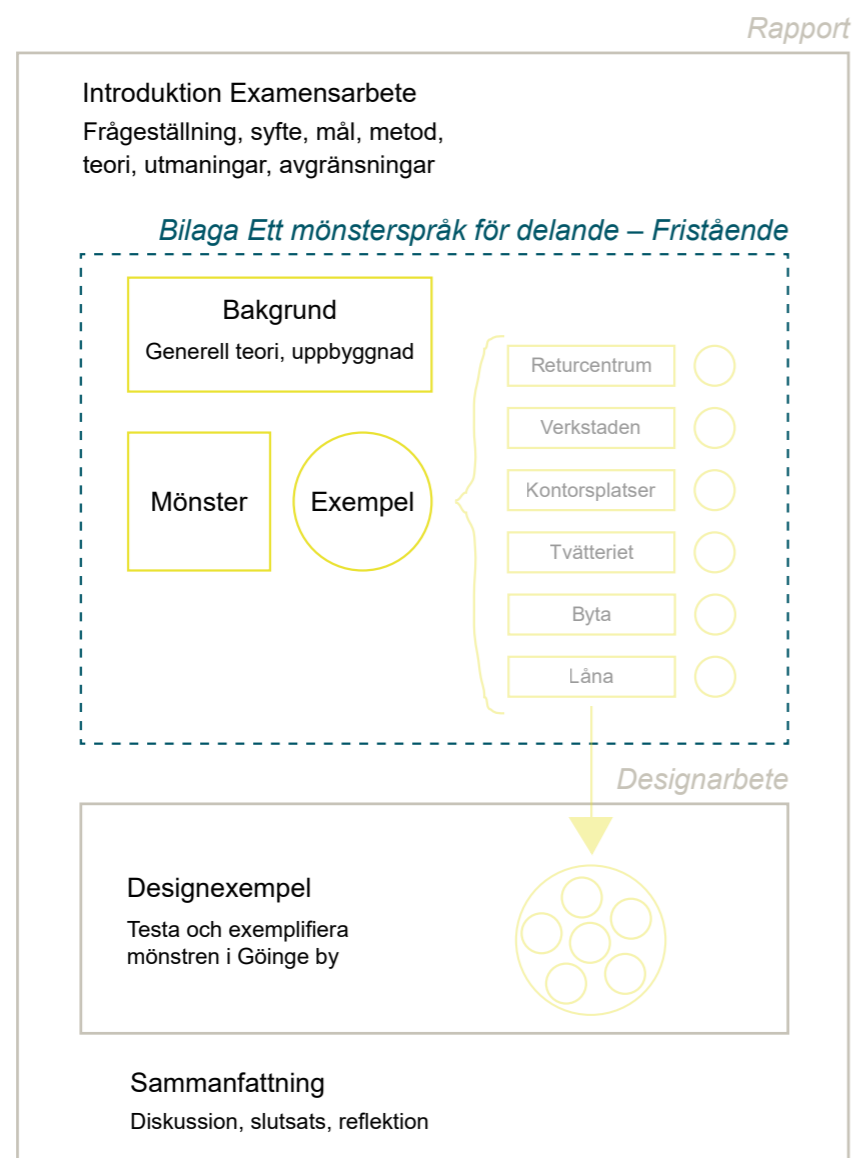 Rapport
Introduktion Examensarbete
Frågeställning, syfte, mål, metod,
teori, utmaningar, avgränsningar
Bilaga Ett mönsterspråk för delande – Fristående
Bakgrund
Generell teori, uppbyggnad
Mönster
Exempel
Returcentrum
Verkstaden
Kontorsplatser
Tvätteriet
Byta
Låna
Designarbete
Designexempel
Testa och exemplifiera
mönstren i Göinge by
Sammanfattning
Diskussion, slutsats, reflektion